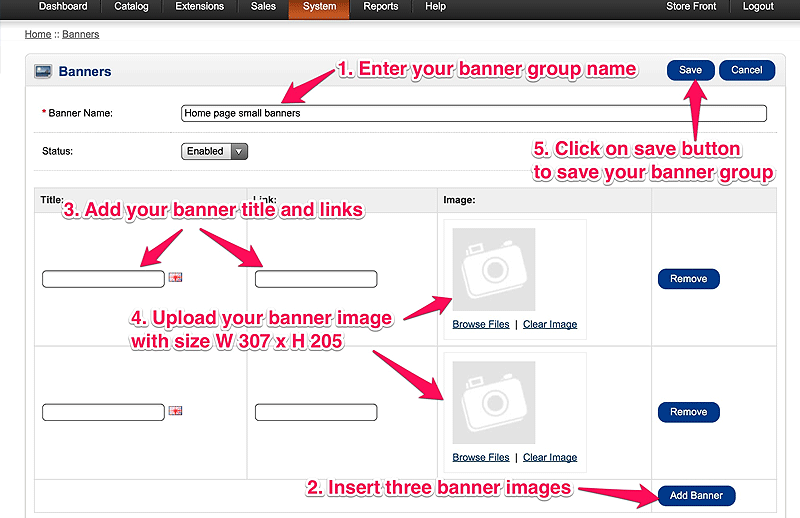 Dashboard Catalog Extensions Sales System Reports Help Store Front Logout
Home :: Banners
Banners
1. Enter your banner group name
Save Cancel
* Banner Name: Home page small banners
Status: Enabled
5. Click on save button
to save your banner group
Title: Link: Image:
3. Add your banner title and links
Remove
4. Upload your banner image
with size W 307 x H 205
Browse Files | Clear Image
Remove
Browse Files | Clear Image
2. Insert three banner images
Add Banner